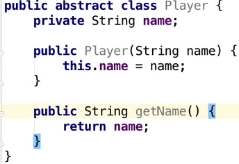 public abstract class Player {
    private String name;

    public Player(String name) {
        this.name = name;
    }

    public String getName() {
        return name;
    }
}